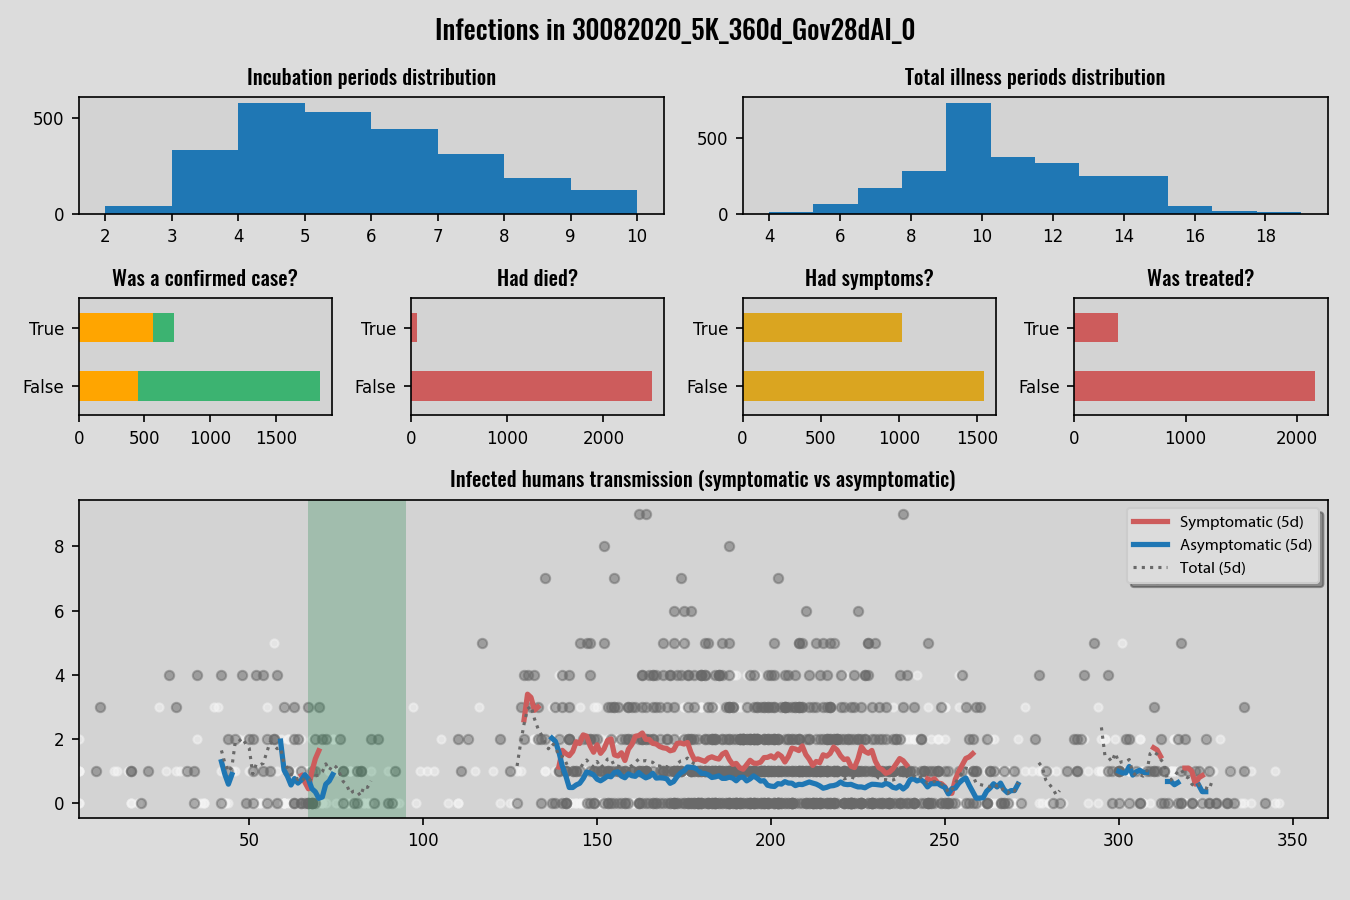 Infections in 30082020_5K_360d_Gov28dAI_0
Incubation periods distribution
500
0
2 3 4 5 6 7 8 9 10
Total illness periods distribution
500
0
4 6 8 10 12 14 16 18
Was a confirmed case?
True
False
0 500 1000 1500
Had died?
True
False
0 1000 2000
Had symptoms?
True
False
0 500 1000 1500
Was treated?
True
False
0 1000 2000
Infected humans transmission (symptomatic vs asymptomatic)
8
6
4
2
0
50 100 150 200 250 300 350
Symptomatic (5d)
Asymptomatic (5d)
Total (5d)